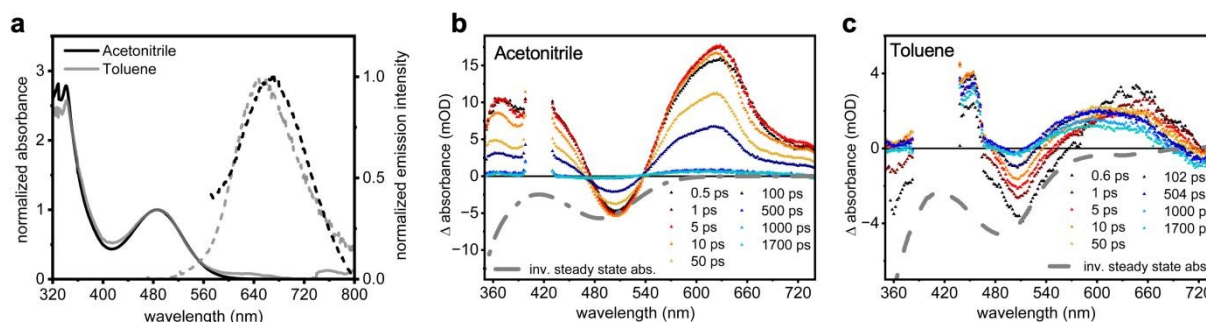 a
Acetonitrile
Toluene
normalized absorbance
3
2
1
0
320 400 480 560 640 720 800
wavelength (nm)
1.0
0.5
0.0
normalized emission intensity
b
Acetonitrile
Δ absorbance (mOD)
20
15
10
5
0
−5
−10
0.5 ps
1 ps
5 ps
10 ps
50 ps
100 ps
500 ps
1000 ps
1700 ps
inv. steady state abs.
360 420 480 540 600 660 720
wavelength (nm)
c
Toluene
Δ absorbance (mOD)
4
0
−4
0.6 ps
1 ps
5 ps
10 ps
50 ps
102 ps
504 ps
1000 ps
1700 ps
inv. steady state abs
360 420 480 540 600 660 72
wavelength (nm)